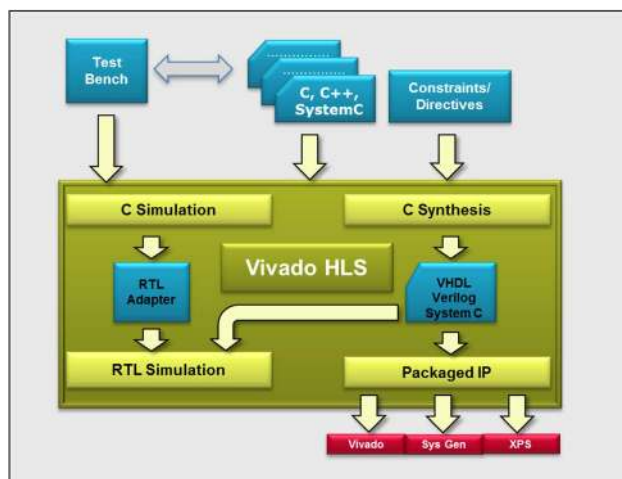 Test
Bench
C, C++,
SystemC
Constraints/
Directives
C Simulation
C Synthesis
Vivado HLS
RTL
Adapter
VHDL
Verilog
System C
RTL Simulation
Packaged IP
Vivado
Sys Gen
XPS